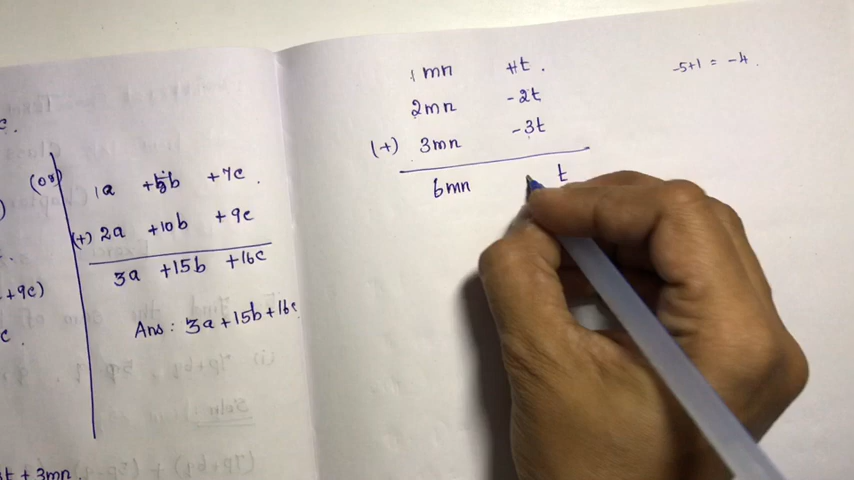 c.
(or)
1a +5b +7c .
(+) 2a +10b +9c
3a +15b +16c
Ans : 3a+15b+16c
)
+9c)
c.
t + 3mn
1mn +t .
2mn -2t
(+) 3mn -3t
6mn t
-5+1 = -4 .